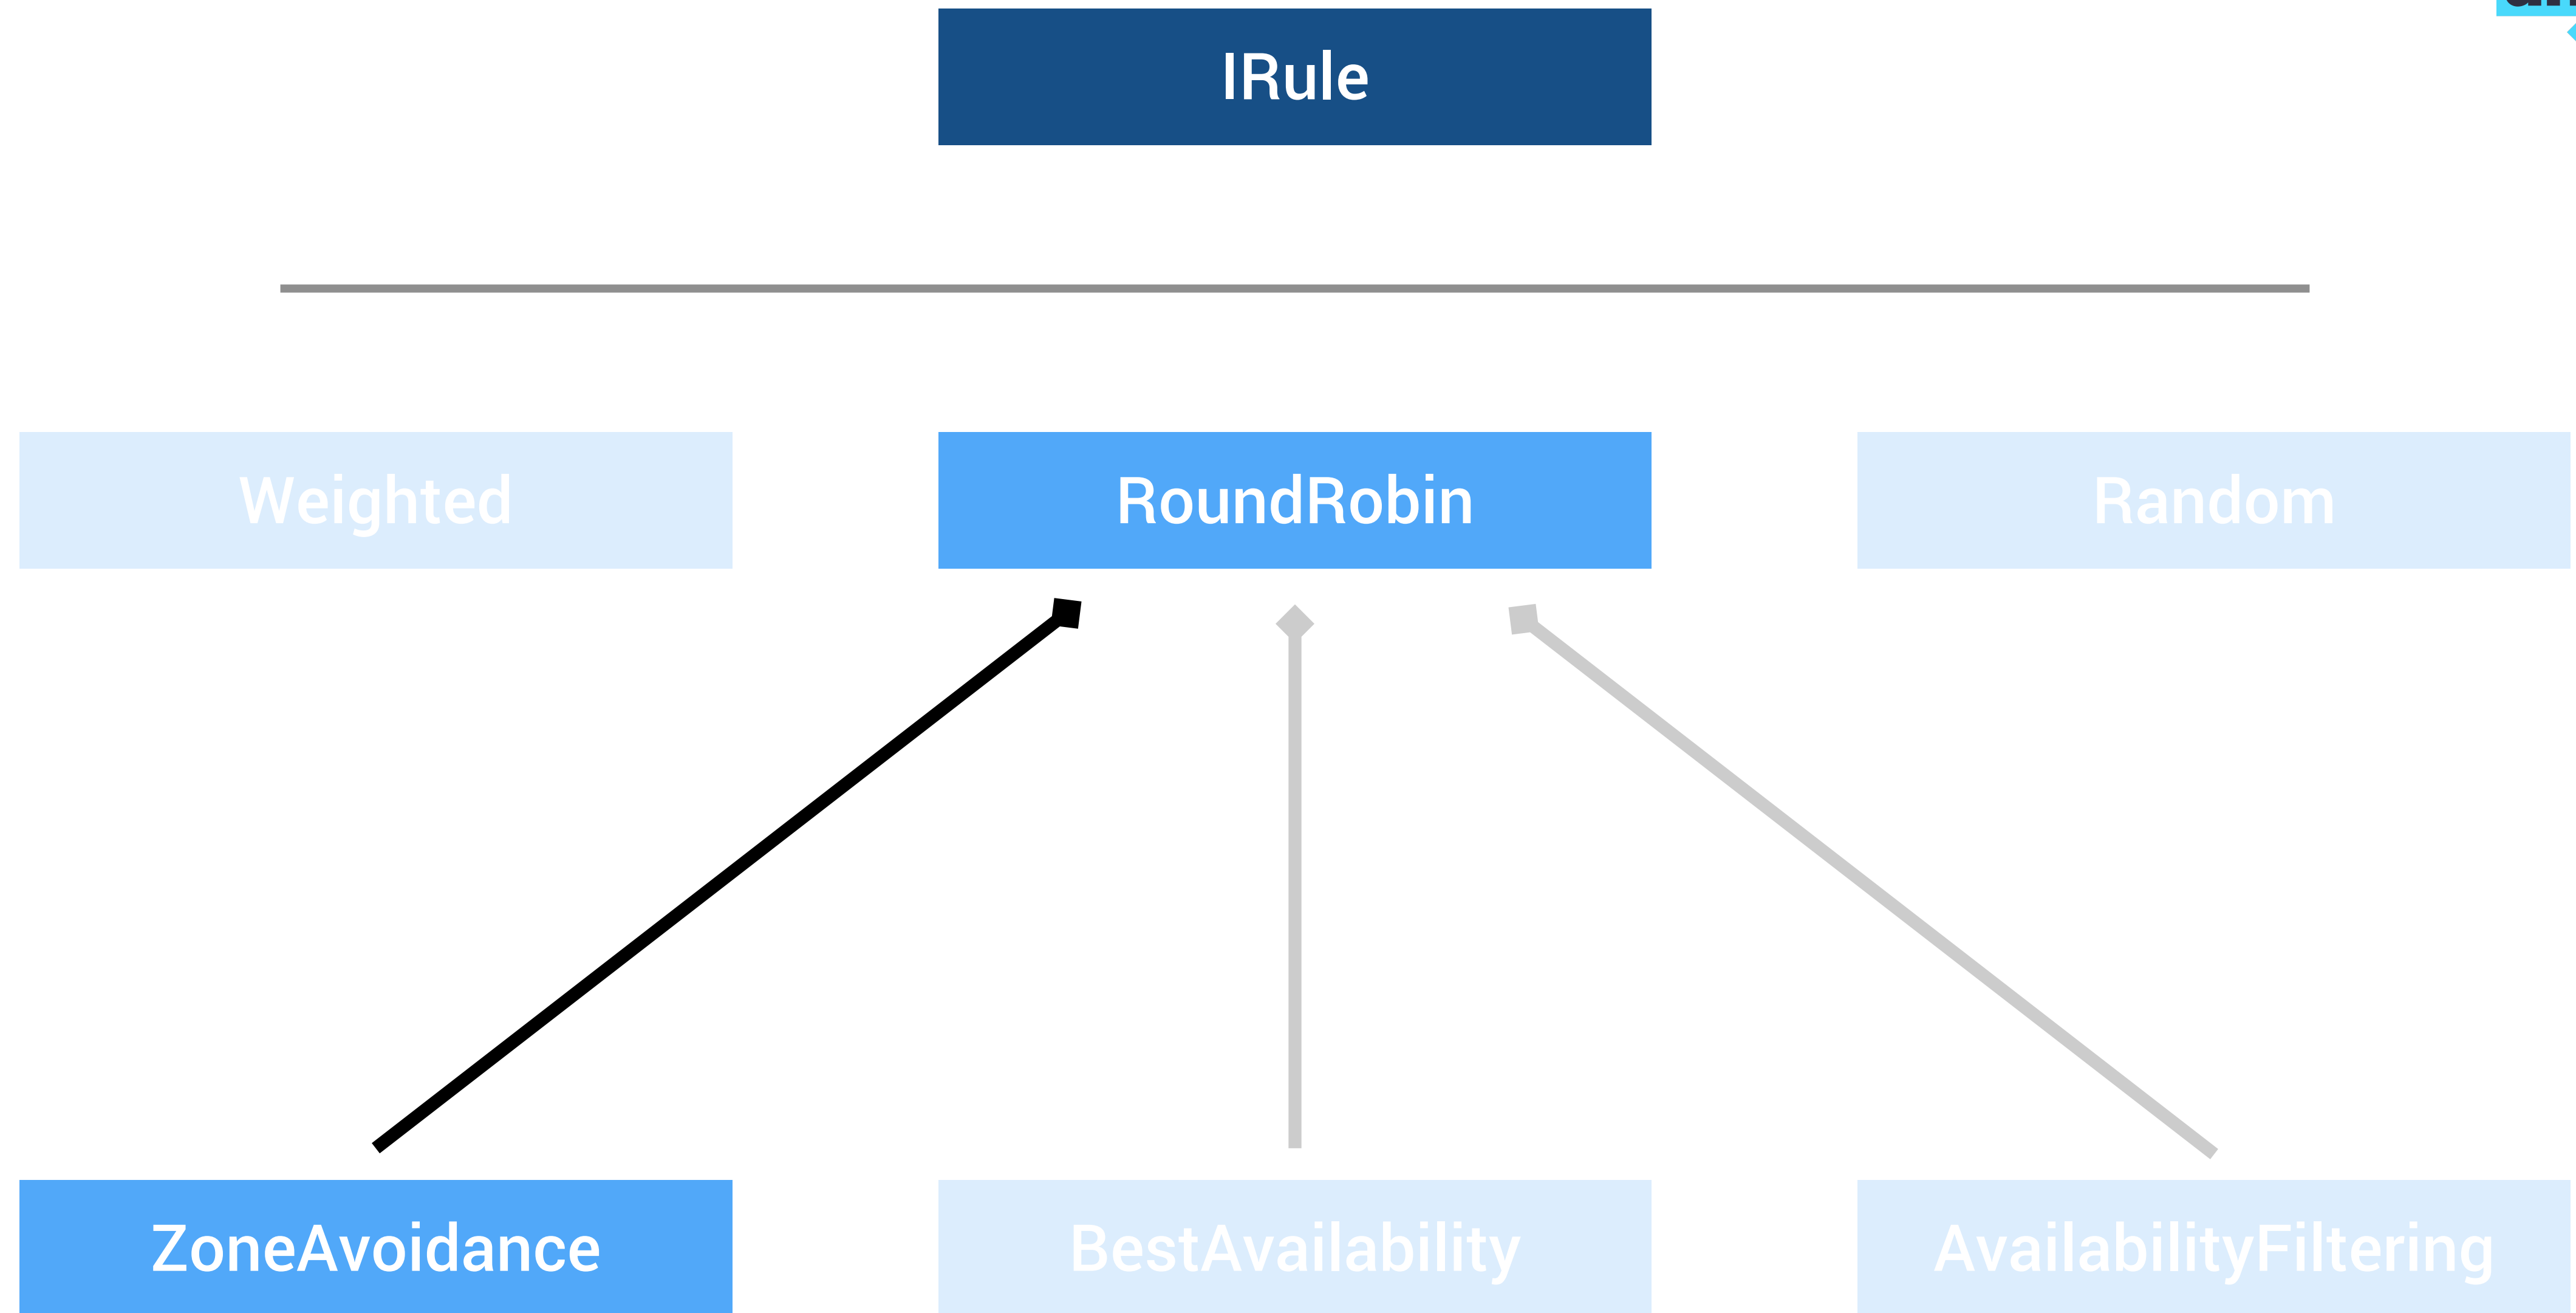 IRule
Weighted
RoundRobin
Random
ZoneAvoidance
BestAvailability
AvailabilityFiltering